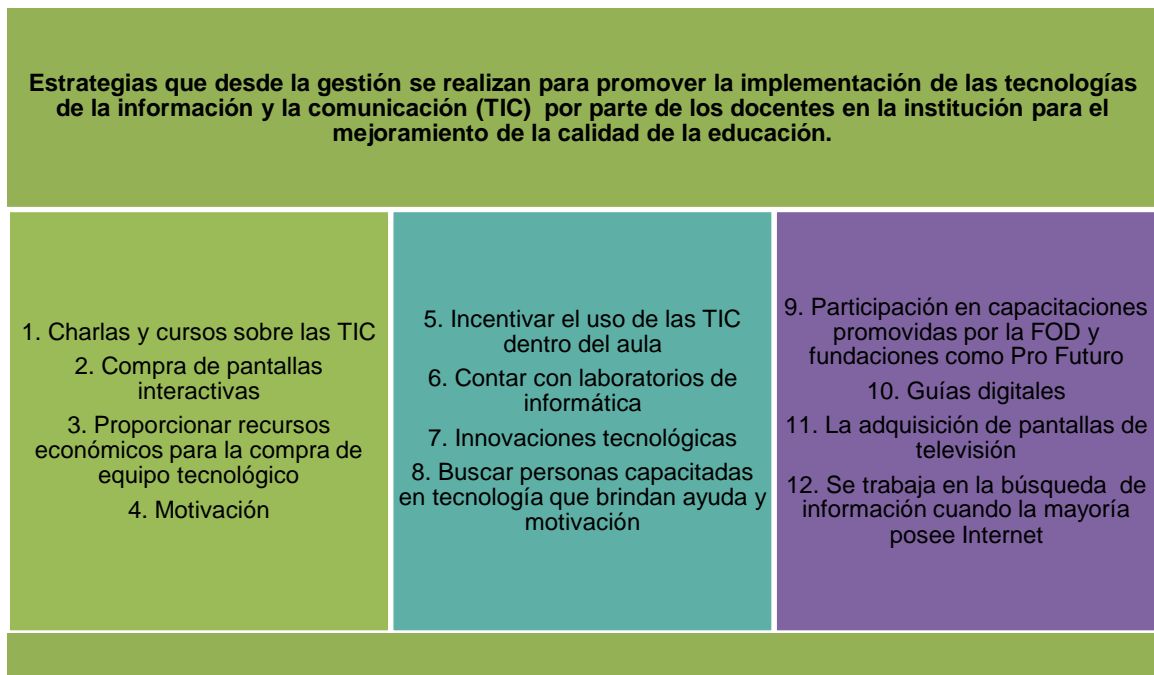 Estrategias que desde la gestión se realizan para promover la implementación de las tecnologías
de la información y la comunicación (TIC) por parte de los docentes en la institución para el
mejoramiento de la calidad de la educación.
1. Charlas y cursos sobre las TIC
2. Compra de pantallas
interactivas
3. Proporcionar recursos
económicos para la compra de
equipo tecnológico
4. Motivación
5. Incentivar el uso de las TIC
dentro del aula
6. Contar con laboratorios de
informática
7. Innovaciones tecnológicas
8. Buscar personas capacitadas
en tecnología que brindan ayuda y
motivación
9. Participación en capacitaciones
promovidas por la FOD y
fundaciones como Pro Futuro
10. Guías digitales
11. La adquisición de pantallas de
televisión
12. Se trabaja en la búsqueda de
información cuando la mayoría
posee Internet